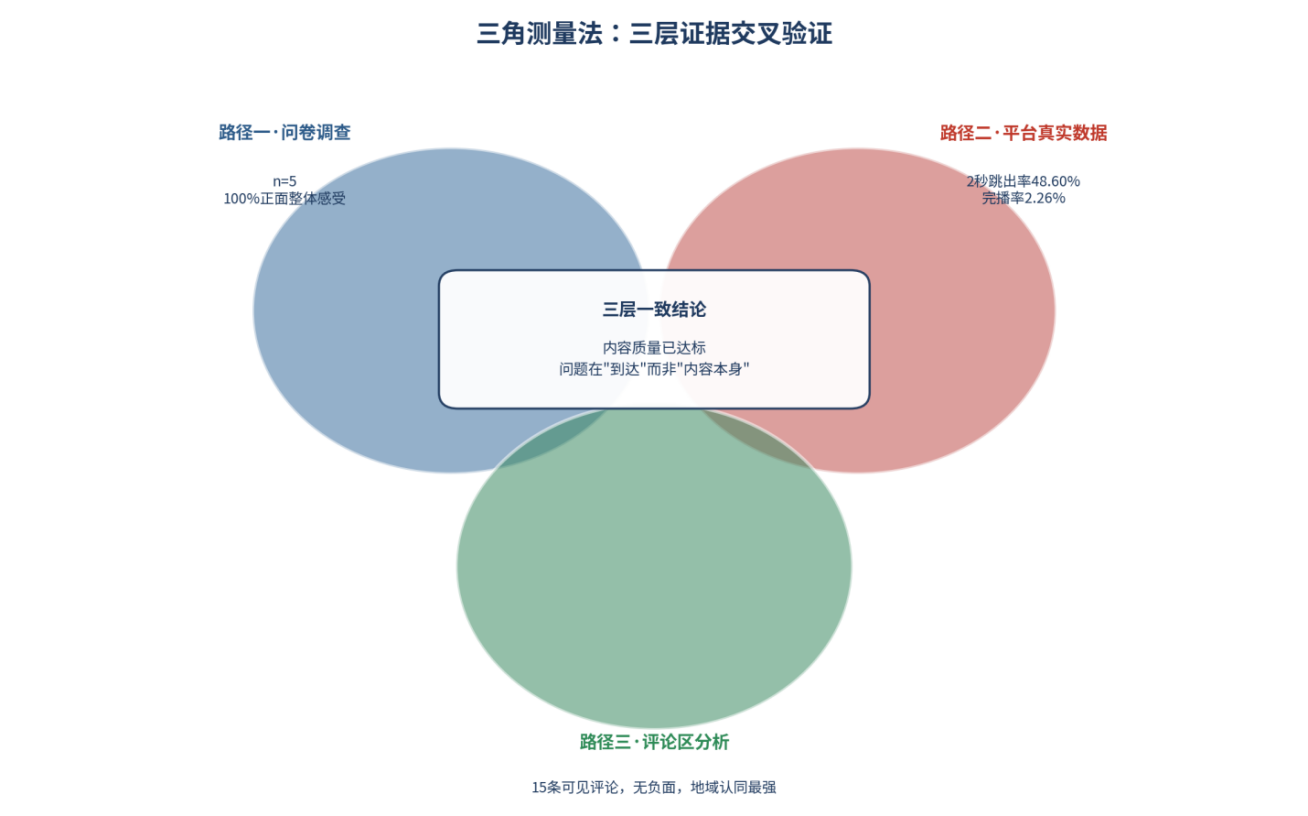 三角测量法：三层证据交叉验证
路径一·问卷调查
n=5
100%正面整体感受
路径二·平台真实数据
2秒跳出率48.60%
完播率2.26%
三层一致结论
内容质量已达标
问题在"到达"而非"内容本身"
路径三·评论区分析
15条可见评论，无负面，地域认同最强